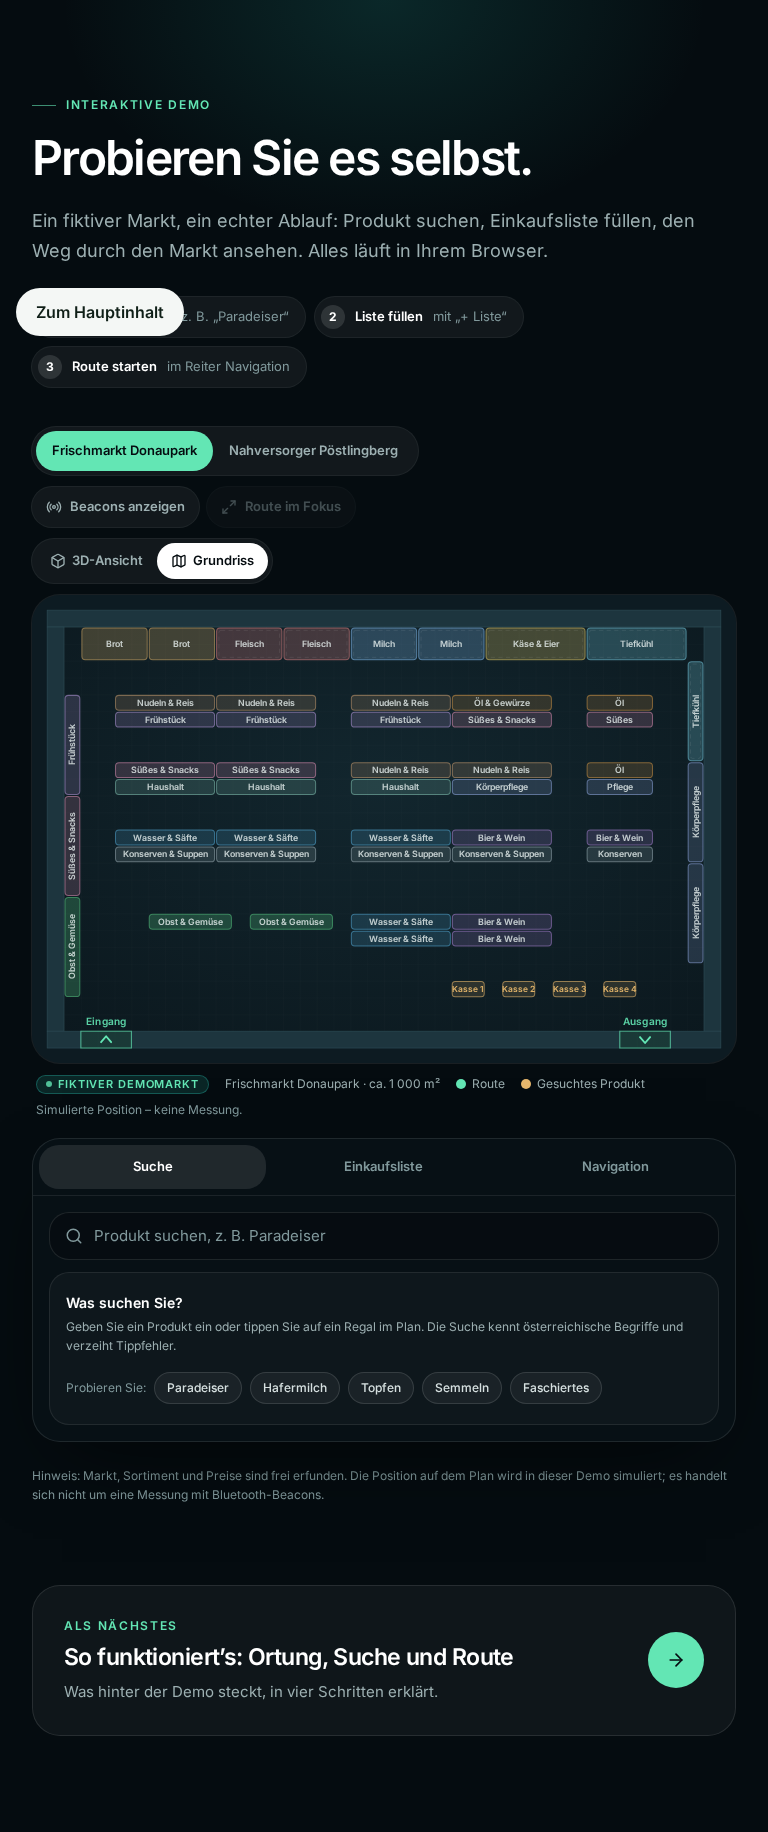 INTERAKTIVE DEMO
Probieren Sie es selbst.
Ein fiktiver Markt, ein echter Ablauf: Produkt suchen, Einkaufsliste füllen, den
Weg durch den Markt ansehen. Alles läuft in Ihrem Browser.
Zum Hauptinhalt z. B. „Paradeiser“ 2 Liste füllen mit „+ Liste“
3 Route starten im Reiter Navigation
Frischmarkt Donaupark Nahversorger Pöstlingberg
Beacons anzeigen Route im Fokus
3D-Ansicht Grundriss
Brot Brot Fleisch Fleisch Milch Milch Käse & Eier Tiefkühl
Tiefkühl
Nudeln & Reis Nudeln & Reis Nudeln & Reis Öl & Gewürze Öl
Frühstück Frühstück Frühstück Süßes & Snacks Süßes
Frühstück
Süßes & Snacks Süßes & Snacks Nudeln & Reis Nudeln & Reis Öl
Haushalt Haushalt Haushalt Körperpflege Pflege
Körperpflege
Süßes & Snacks
Wasser & Säfte Wasser & Säfte Wasser & Säfte Bier & Wein Bier & Wein
Konserven & Suppen Konserven & Suppen Konserven & Suppen Konserven & Suppen Konserven
Körperpflege
Obst & Gemüse
Obst & Gemüse Obst & Gemüse Wasser & Säfte Bier & Wein
Wasser & Säfte Bier & Wein
Kasse 1 Kasse 2 Kasse 3 Kasse 4
Eingang Ausgang
FIKTIVER DEMOMARKT Frischmarkt Donaupark · ca. 1 000 m² Route Gesuchtes Produkt
Simulierte Position – keine Messung.
Suche Einkaufsliste Navigation
Produkt suchen, z. B. Paradeiser
Was suchen Sie?
Geben Sie ein Produkt ein oder tippen Sie auf ein Regal im Plan. Die Suche kennt österreichische Begriffe und
verzeiht Tippfehler.
Probieren Sie: Paradeiser Hafermilch Topfen Semmeln Faschiertes
Hinweis: Markt, Sortiment und Preise sind frei erfunden. Die Position auf dem Plan wird in dieser Demo simuliert; es handelt
sich nicht um eine Messung mit Bluetooth-Beacons.
ALS NÄCHSTES
So funktioniert’s: Ortung, Suche und Route
Was hinter der Demo steckt, in vier Schritten erklärt.